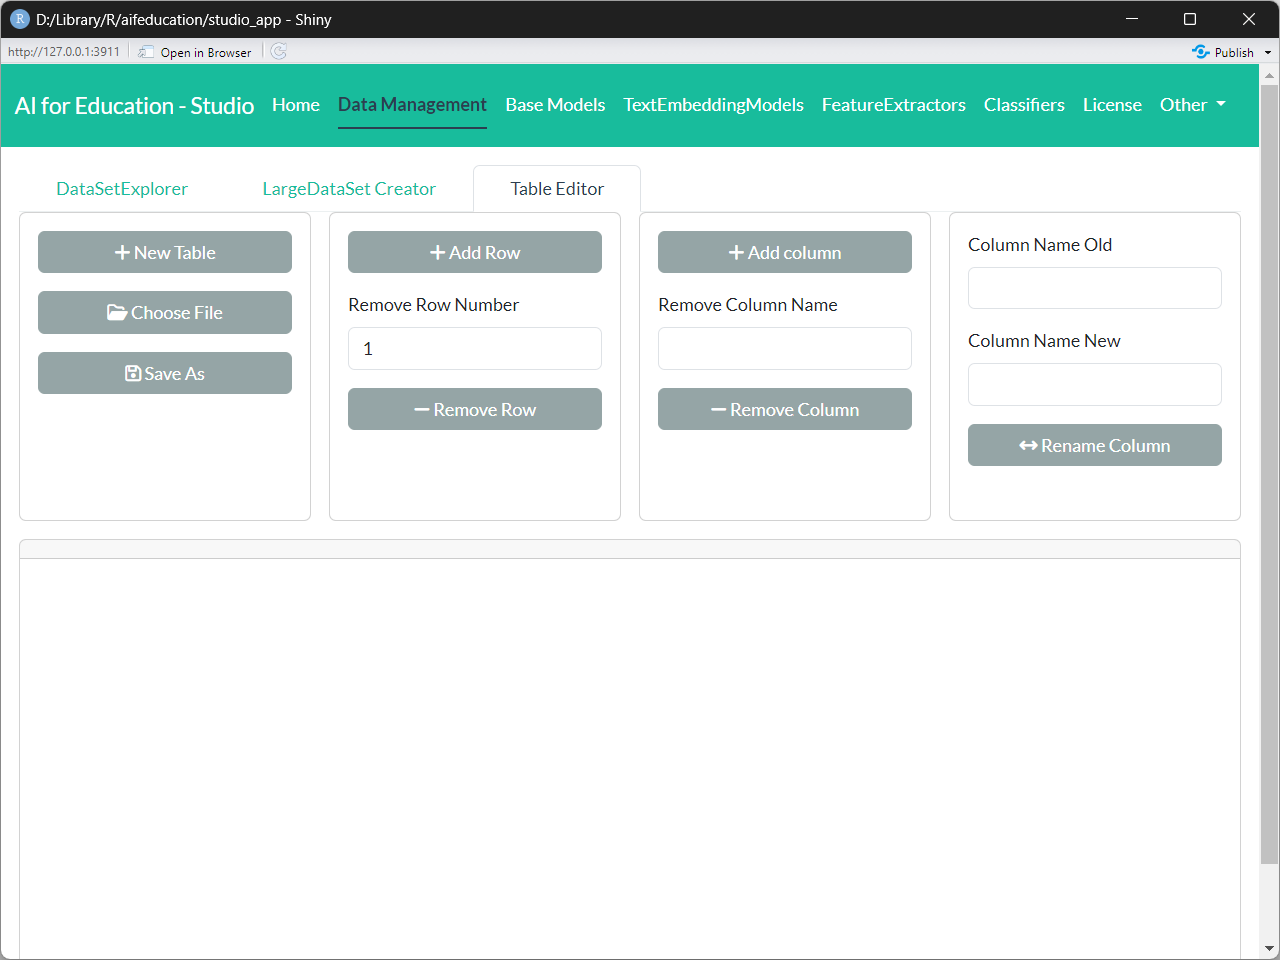 D:/Library/R/aifeducation/studio_app - Shiny
http://127.0.0.1:3911 Open in Browser Publish
AI for Education - Studio Home Data Management Base Models TextEmbeddingModels FeatureExtractors Classifiers License Other
DataSetExplorer LargeDataSet Creator Table Editor
New Table
Choose File
Save As
Add Row
Remove Row Number
1
Remove Row
Add column
Remove Column Name
Remove Column
Column Name Old
Column Name New
Rename Column